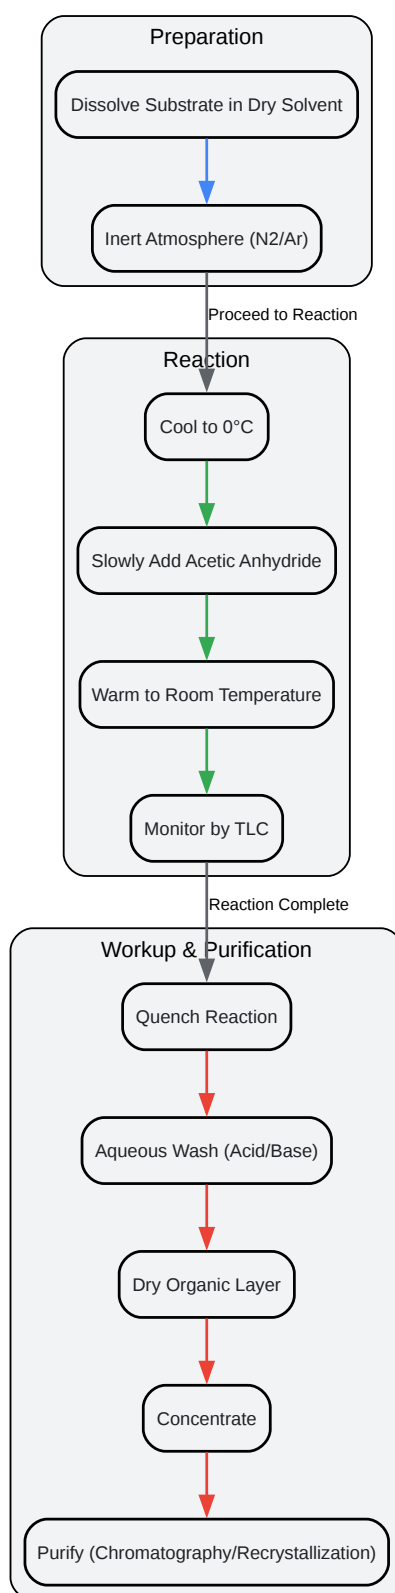 Preparation
Dissolve Substrate in Dry Solvent
Inert Atmosphere (N2/Ar)
Proceed to Reaction
Reaction
Cool to 0°C
Slowly Add Acetic Anhydride
Warm to Room Temperature
Monitor by TLC
Reaction Complete
Workup & Purification
Quench Reaction
Aqueous Wash (Acid/Base)
Dry Organic Layer
Concentrate
Purify (Chromatography/Recrystallization)